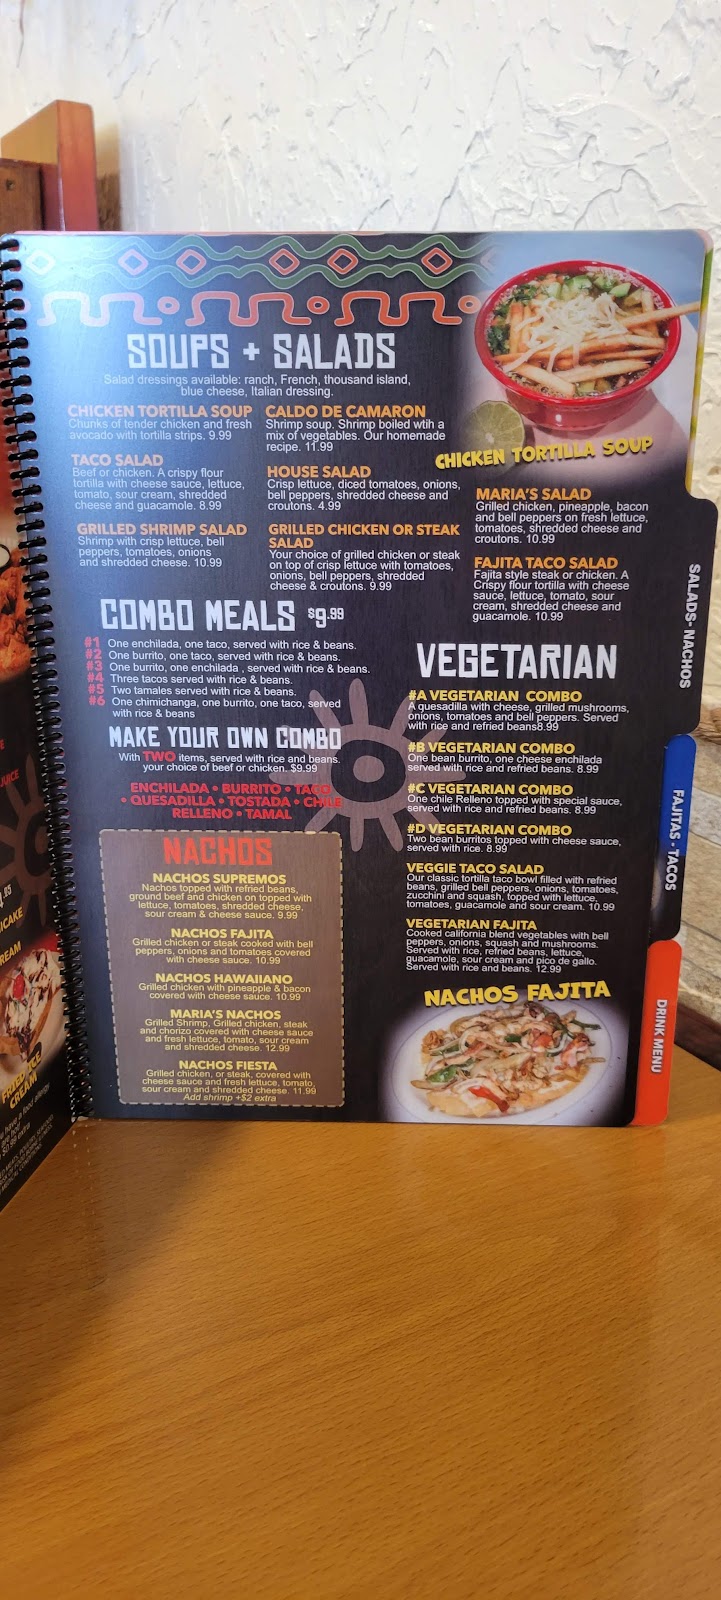 SOUPS + SALADS
Salad dressings available: ranch, French, thousand island,
blue cheese, Italian dressing.
CHICKEN TORTILLA SOUP
Chunks of tender chicken and fresh
avocado with tortilla strips. 9.99
TACO SALAD
Beef or chicken. A crispy flour
tortilla with cheese sauce, lettuce,
tomato, sour cream, shredded
cheese and guacamole. 8.99
GRILLED SHRIMP SALAD
Shrimp with crisp lettuce, bell
peppers, tomatoes, onions
and shredded cheese. 10.99
CALDO DE CAMARON
Shrimp soup. Shrimp boiled wtih a
mix of vegetables. Our homemade
recipe. 11.99
HOUSE SALAD
Crisp lettuce, diced tomatoes, onions,
bell peppers, shredded cheese and
croutons. 4.99
GRILLED CHICKEN OR STEAK
SALAD
Your choice of grilled chicken or steak
on top of crisp lettuce with tomatoes,
onions, bell peppers, shredded
cheese & croutons. 9.99
CHICKEN TORTILLA SOUP
MARIA'S SALAD
Grilled chicken, pineapple, bacon
and bell peppers on fresh lettuce,
tomatoes, shredded cheese and
croutons. 10.99
FAJITA TACO SALAD
Fajita style steak or chicken. A
Crispy flour tortilla with cheese
sauce, lettuce, tomato, sour
cream, shredded cheese and
guacamole. 10.99
COMBO MEALS $9.99
#1 One enchilada, one taco, served with rice & beans.
#2 One burrito, one taco, served with rice & beans.
#3 One burrito, one enchilada , served with rice & beans.
#4 Three tacos served with rice & beans.
#5 Two tamales served with rice & beans.
#6 One chimichanga, one burrito, one taco, served
with rice & beans
MAKE YOUR OWN COMBO
With TWO items, served with rice and beans.
your choice of beef or chicken. $9.99
ENCHILADA • BURRITO • TACO
• QUESADILLA • TOSTADA • CHILE
RELLENO • TAMAL
NACHOS
NACHOS SUPREMOS
Nachos topped with refried beans,
ground beef and chicken on topped with
lettuce, tomatoes, shredded cheese,
sour cream & cheese sauce. 9.99
NACHOS FAJITA
Grilled chicken or steak cooked with bell
peppers, onions and tomatoes covered
with cheese sauce. 10.99
NACHOS HAWAIIANO
Grilled chicken with pineapple & bacon
covered with cheese sauce. 10.99
MARIA'S NACHOS
Grilled Shrimp, Grilled chicken, steak
and chorizo covered with cheese sauce
and fresh lettuce, tomato, sour cream
and shredded cheese. 12.99
NACHOS FIESTA
Grilled chicken, or steak, covered with
cheese sauce and fresh lettuce, tomato,
sour cream and shredded cheese. 11.99
Add shrimp +$2 extra
VEGETARIAN
#A VEGETARIAN COMBO
A quesadilla with cheese, grilled mushrooms,
onions, tomatoes and bell peppers. Served
with rice and refried beans8.99
#B VEGETARIAN COMBO
One bean burrito, one cheese enchilada
served with rice and refried beans. 8.99
#C VEGETARIAN COMBO
One chile Relleno topped with special sauce,
served with rice and refried beans. 8.99
#D VEGETARIAN COMBO
Two bean burritos topped with cheese sauce,
served with rice. 8.99
VEGGIE TACO SALAD
Our classic tortilla taco bowl filled with refried
beans, grilled bell peppers, onions, tomatoes,
zucchini and squash, topped with lettuce,
tomatoes, guacamole and sour cream. 10.99
VEGETARIAN FAJITA
Cooked california blend vegetables with bell
peppers, onions, squash and mushrooms.
Served with rice, refried beans, lettuce,
guacamole, sour cream and pico de gallo.
Served with rice and beans. 12.99
NACHOS FAJITA
SALADS- NACHOS
FAJITAS - TACOS
DRINK MENU
JUICE
FRIED ICE
CREAM